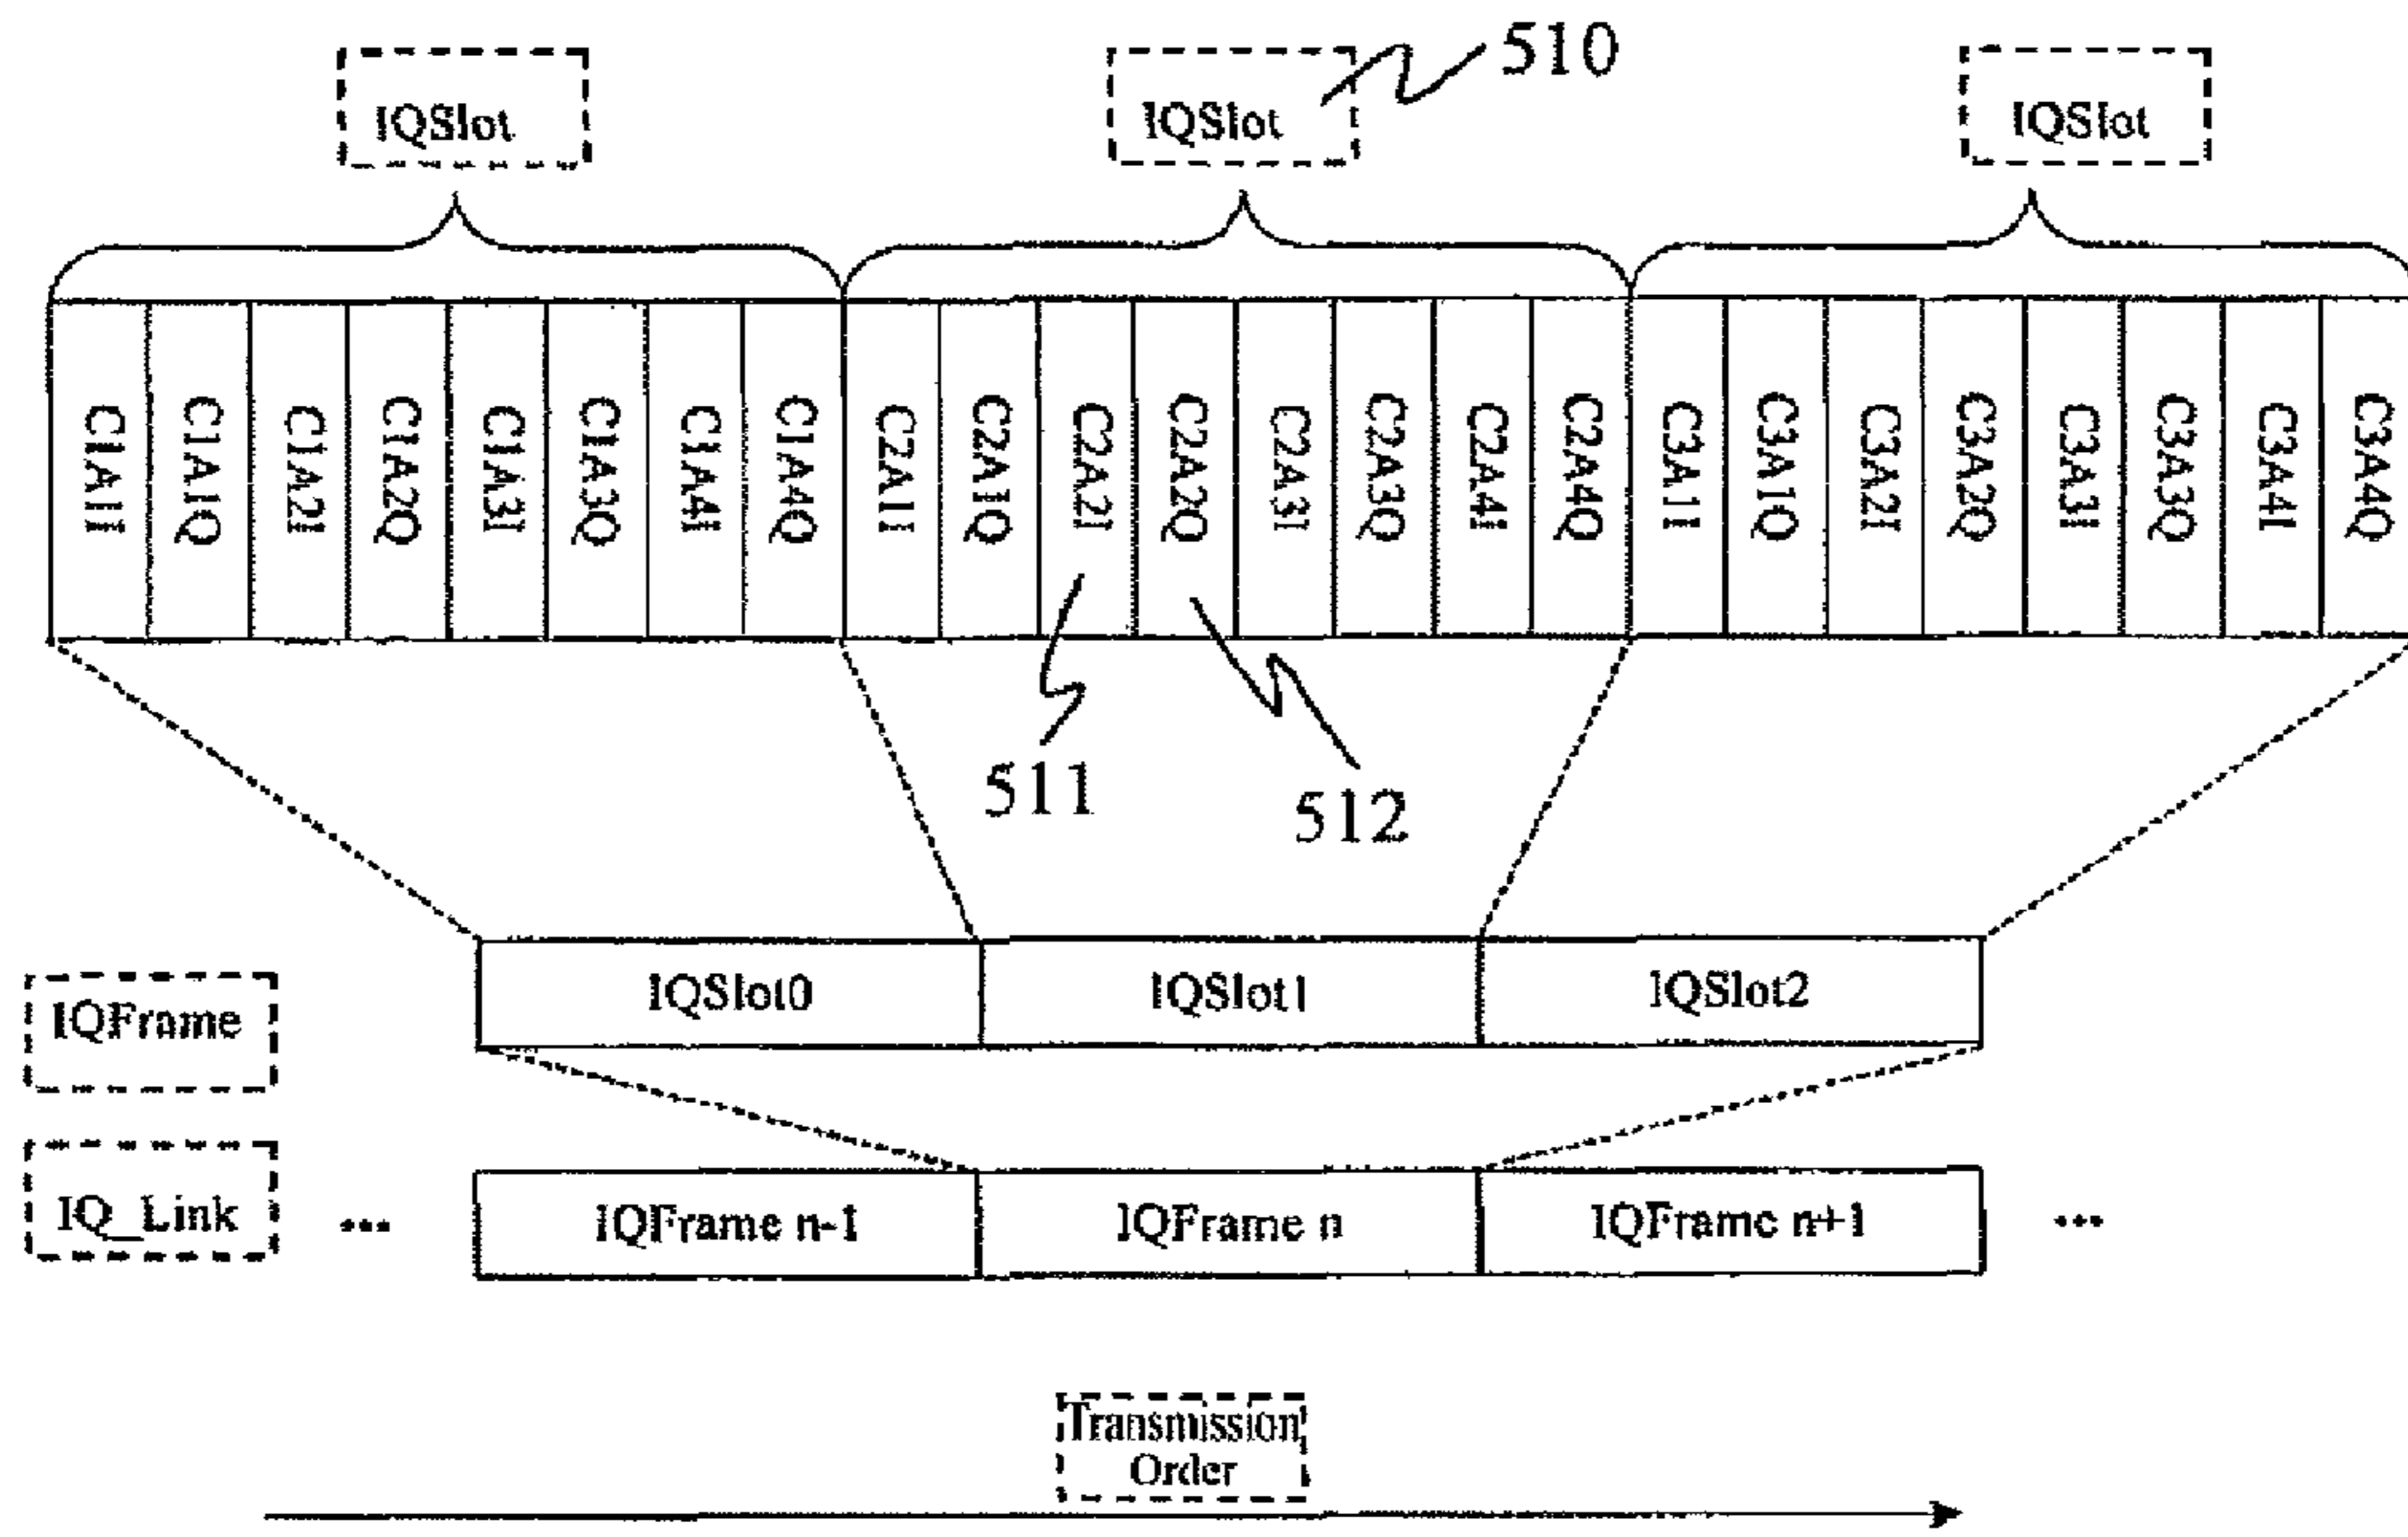 IQSlot
IQSlot
510
IQSlot
C1A1I
C1A1Q
C1A2I
C1A2Q
C1A3I
C1A3Q
C1A4I
C1A4Q
C2A1I
C2A1Q
C2A2I
C2A2Q
C2A3I
C2A3Q
C2A4I
C2A4Q
C3A1I
C3A1Q
C3A2I
C3A2Q
C3A3I
C3A3Q
C3A4I
C3A4Q
511
512
IQFrame
IQSlot0
IQSlot1
IQSlot2
IQ_Link
...
IQFrame n-1
IQFrame n
IQFrame n+1
...
Transmission
Order